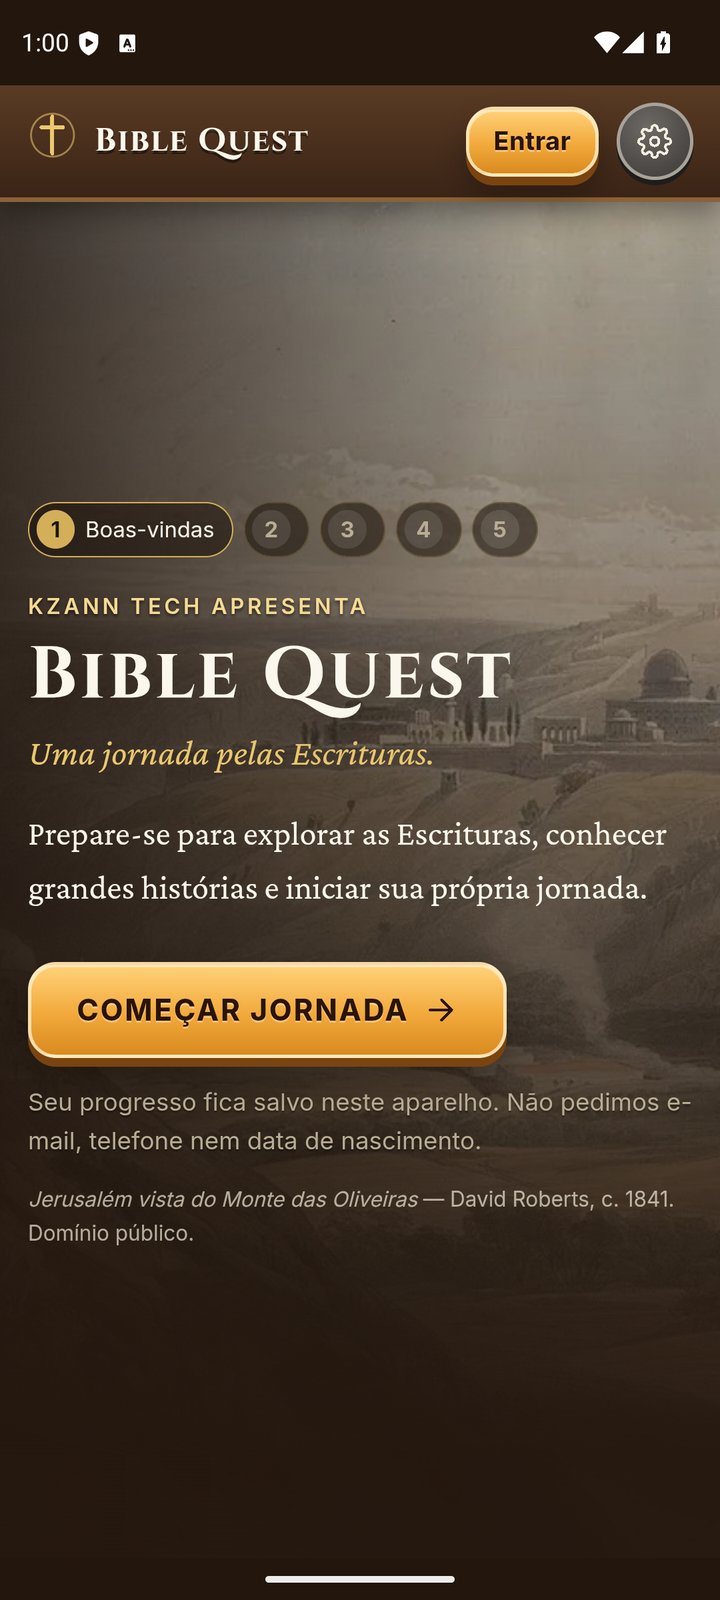 1:00
Bible Quest
Entrar
1 Boas-vindas 2 3 4 5
KZANN TECH APRESENTA
Bible Quest
Uma jornada pelas Escrituras.
Prepare-se para explorar as Escrituras, conhecer
grandes histórias e iniciar sua própria jornada.
COMEÇAR JORNADA →
Seu progresso fica salvo neste aparelho. Não pedimos e-
mail, telefone nem data de nascimento.
Jerusalém vista do Monte das Oliveiras — David Roberts, c. 1841.
Domínio público.